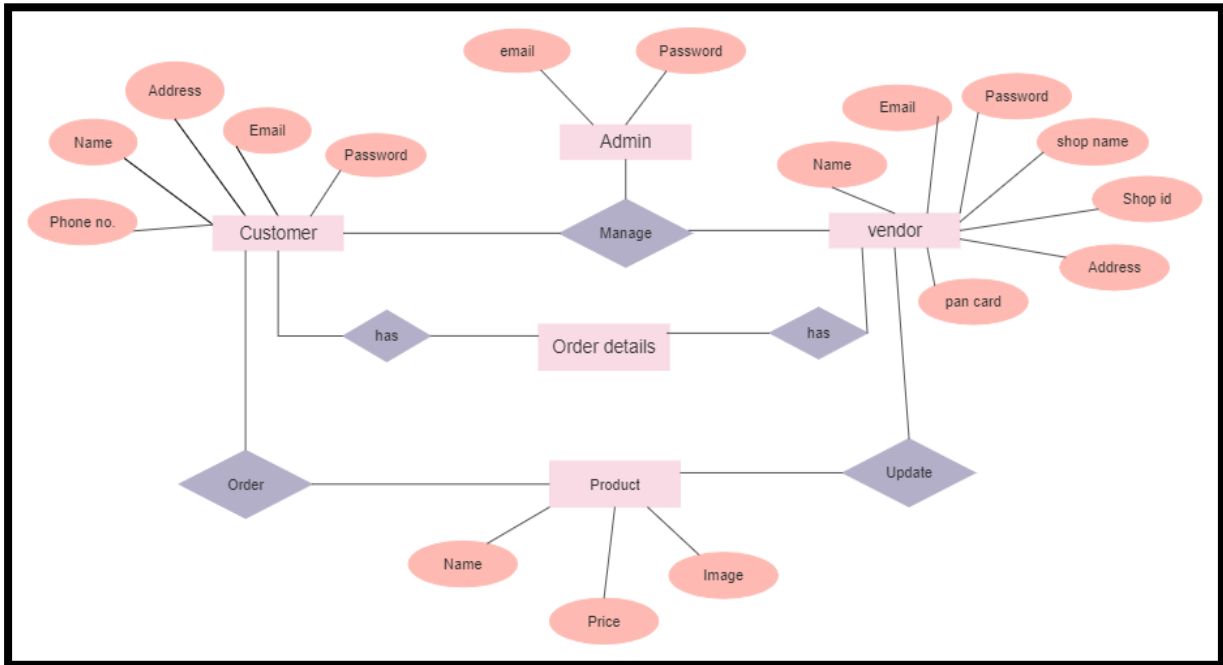 email
Password
Address
Email
Name
Password
Phone no.
Customer
Admin
Manage
Email
Password
Name
shop name
Shop id
Address
pan card
vendor
has
Order details
has
Order
Product
Update
Name
Price
Image